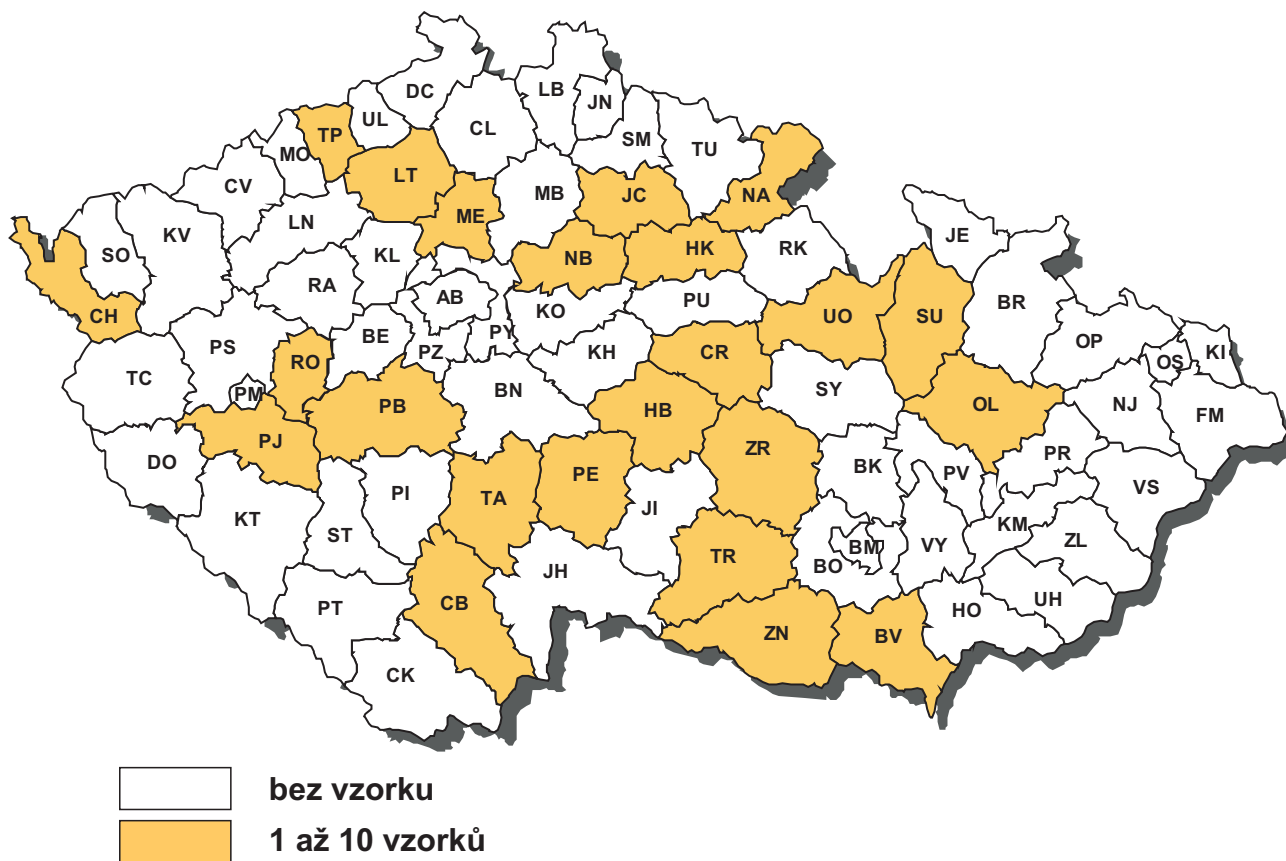 DC
LB
JN
UL
TP
CL
SM
TU
MO
CV
LT
MB
JC
NA
ME
LN
KV
SO
KL
NB
HK
RK
JE
RA
AB
BR
CH
KO
PU
UO
SU
PY
BE
PZ
PS
RO
KH
CR
OP
OS
KI
TC
PM
PB
BN
HB
SY
OL
NJ
FM
PJ
DO
ZR
PR
PI
TA
PE
BK
PV
VS
KT
JI
ST
KM
TR
BM
BO
VY
ZL
JH
CB
PT
UH
HO
ZN
BV
CK
bez vzorku
1 až 10 vzorků